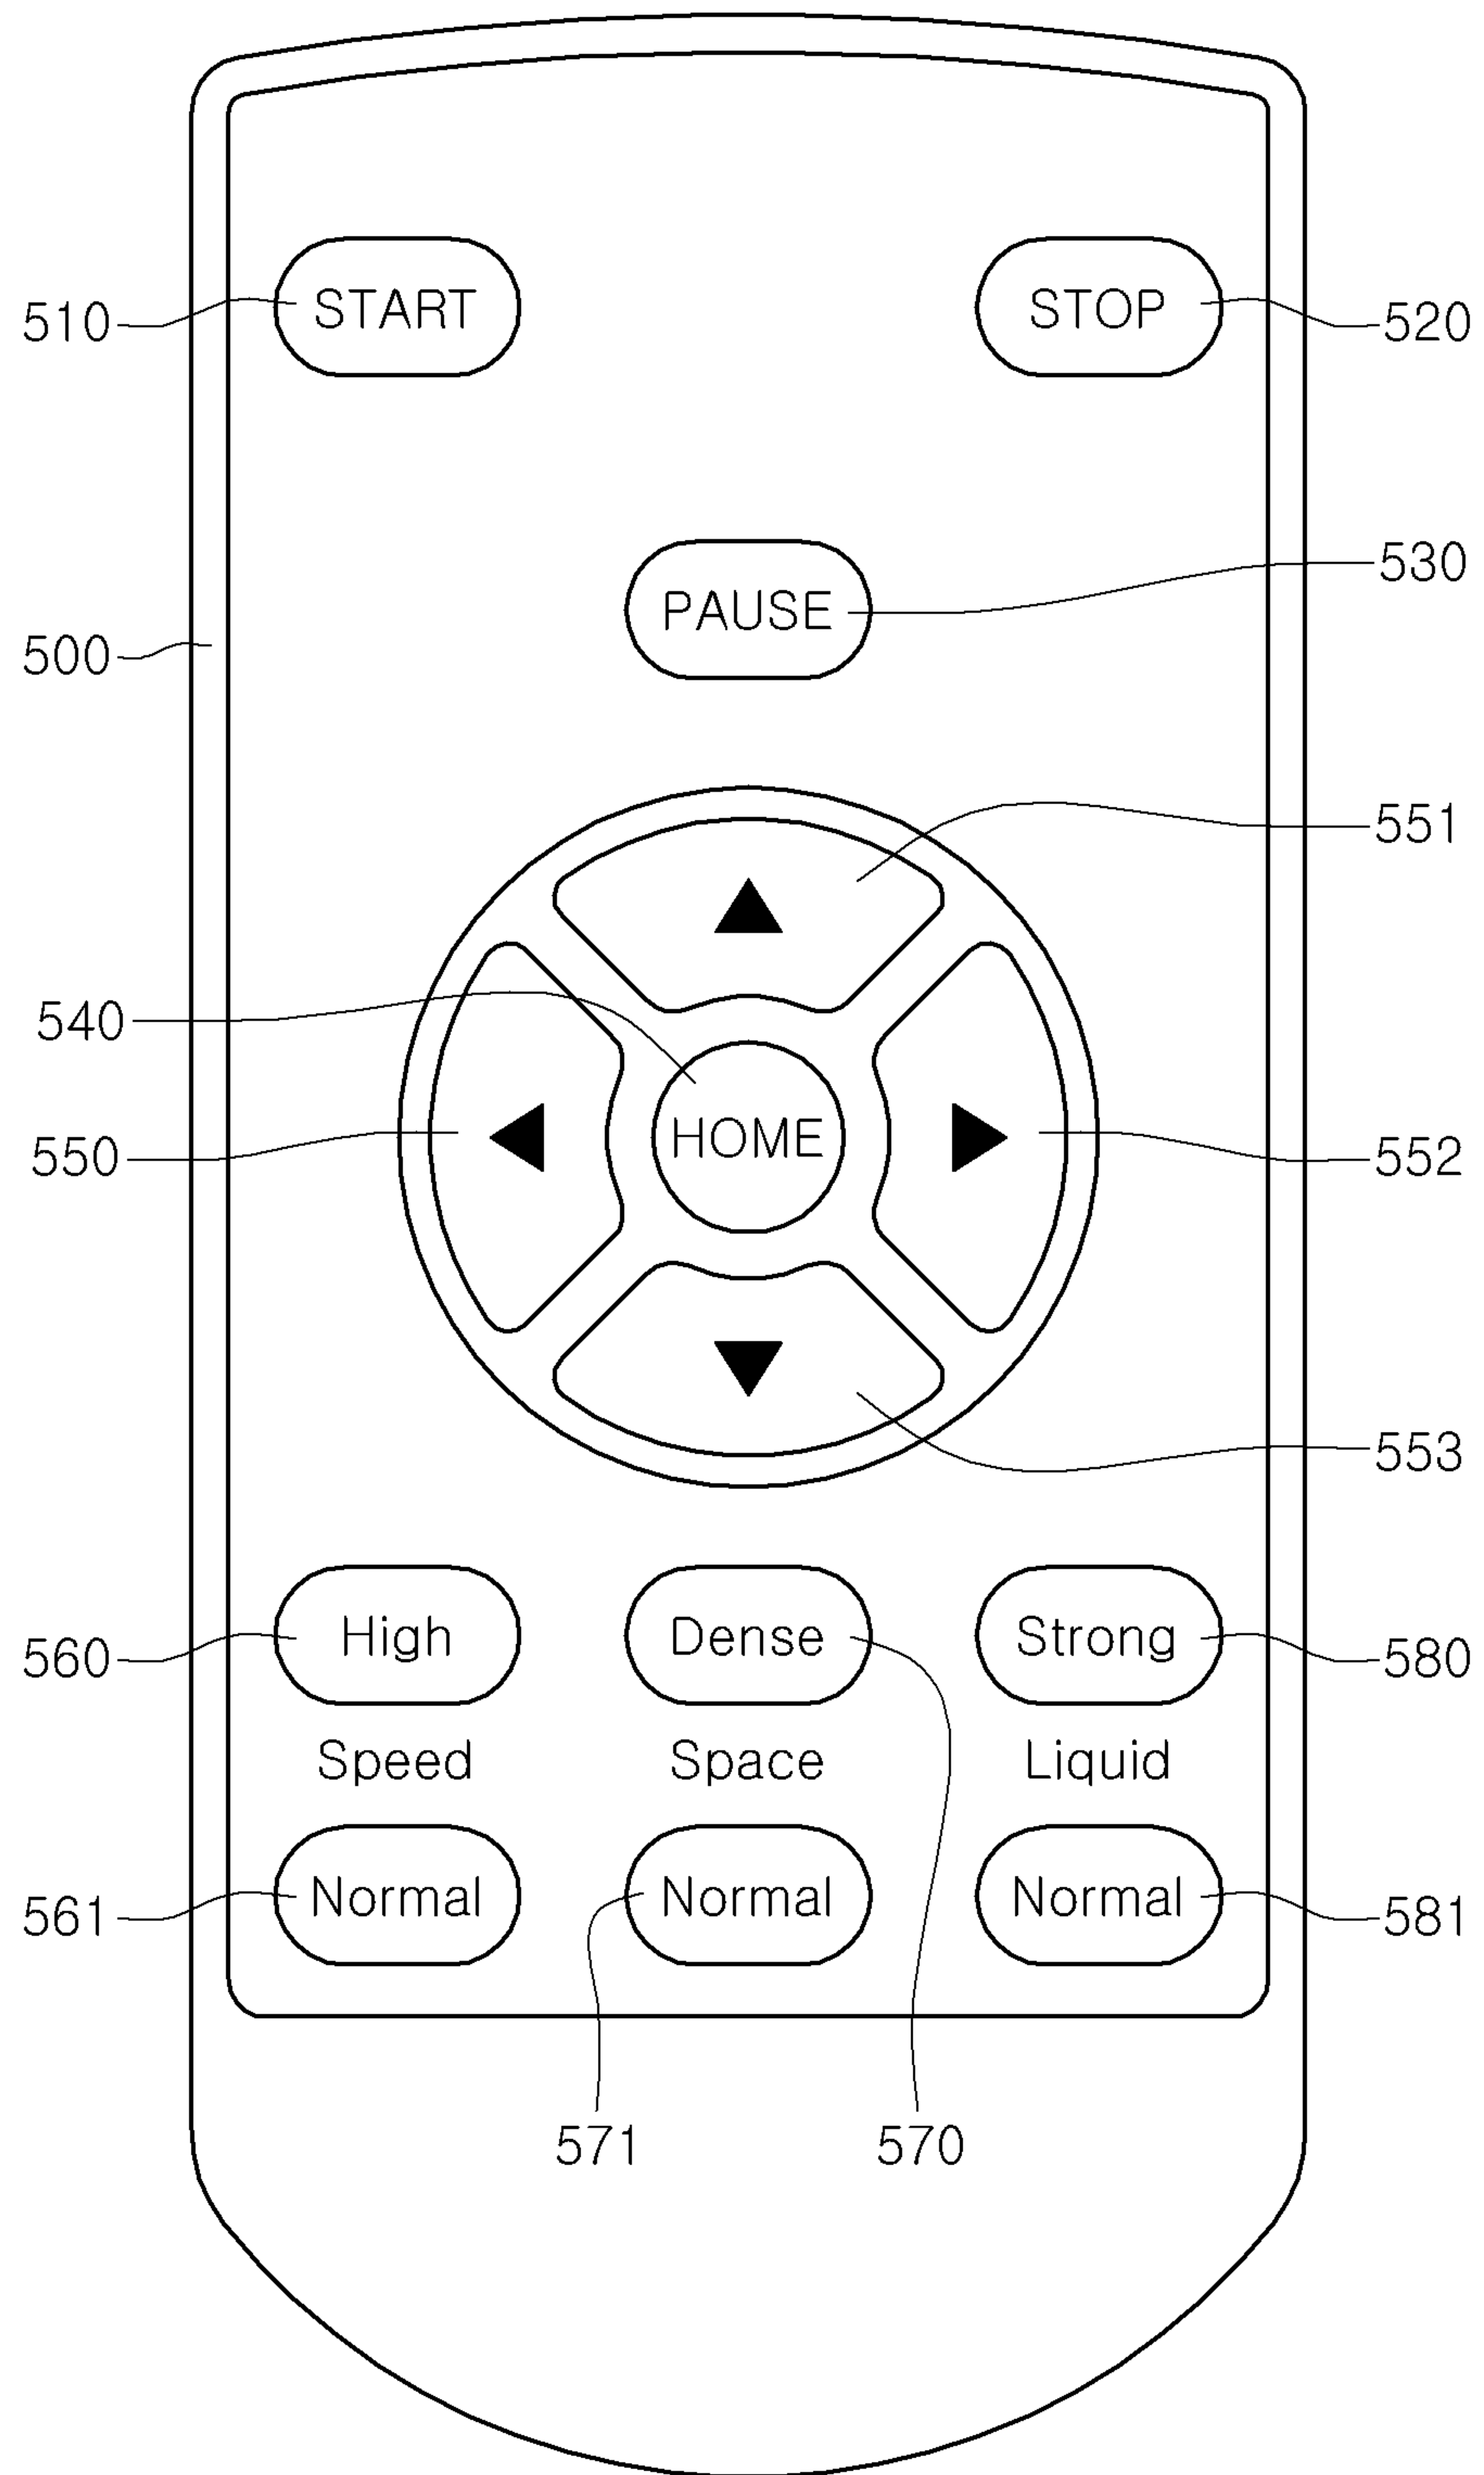 510 START STOP 520
PAUSE 530
500
551
540
HOME
550 552
553
560 High Dense Strong 580
Speed Space Liquid
561 Normal Normal Normal 581
571 570